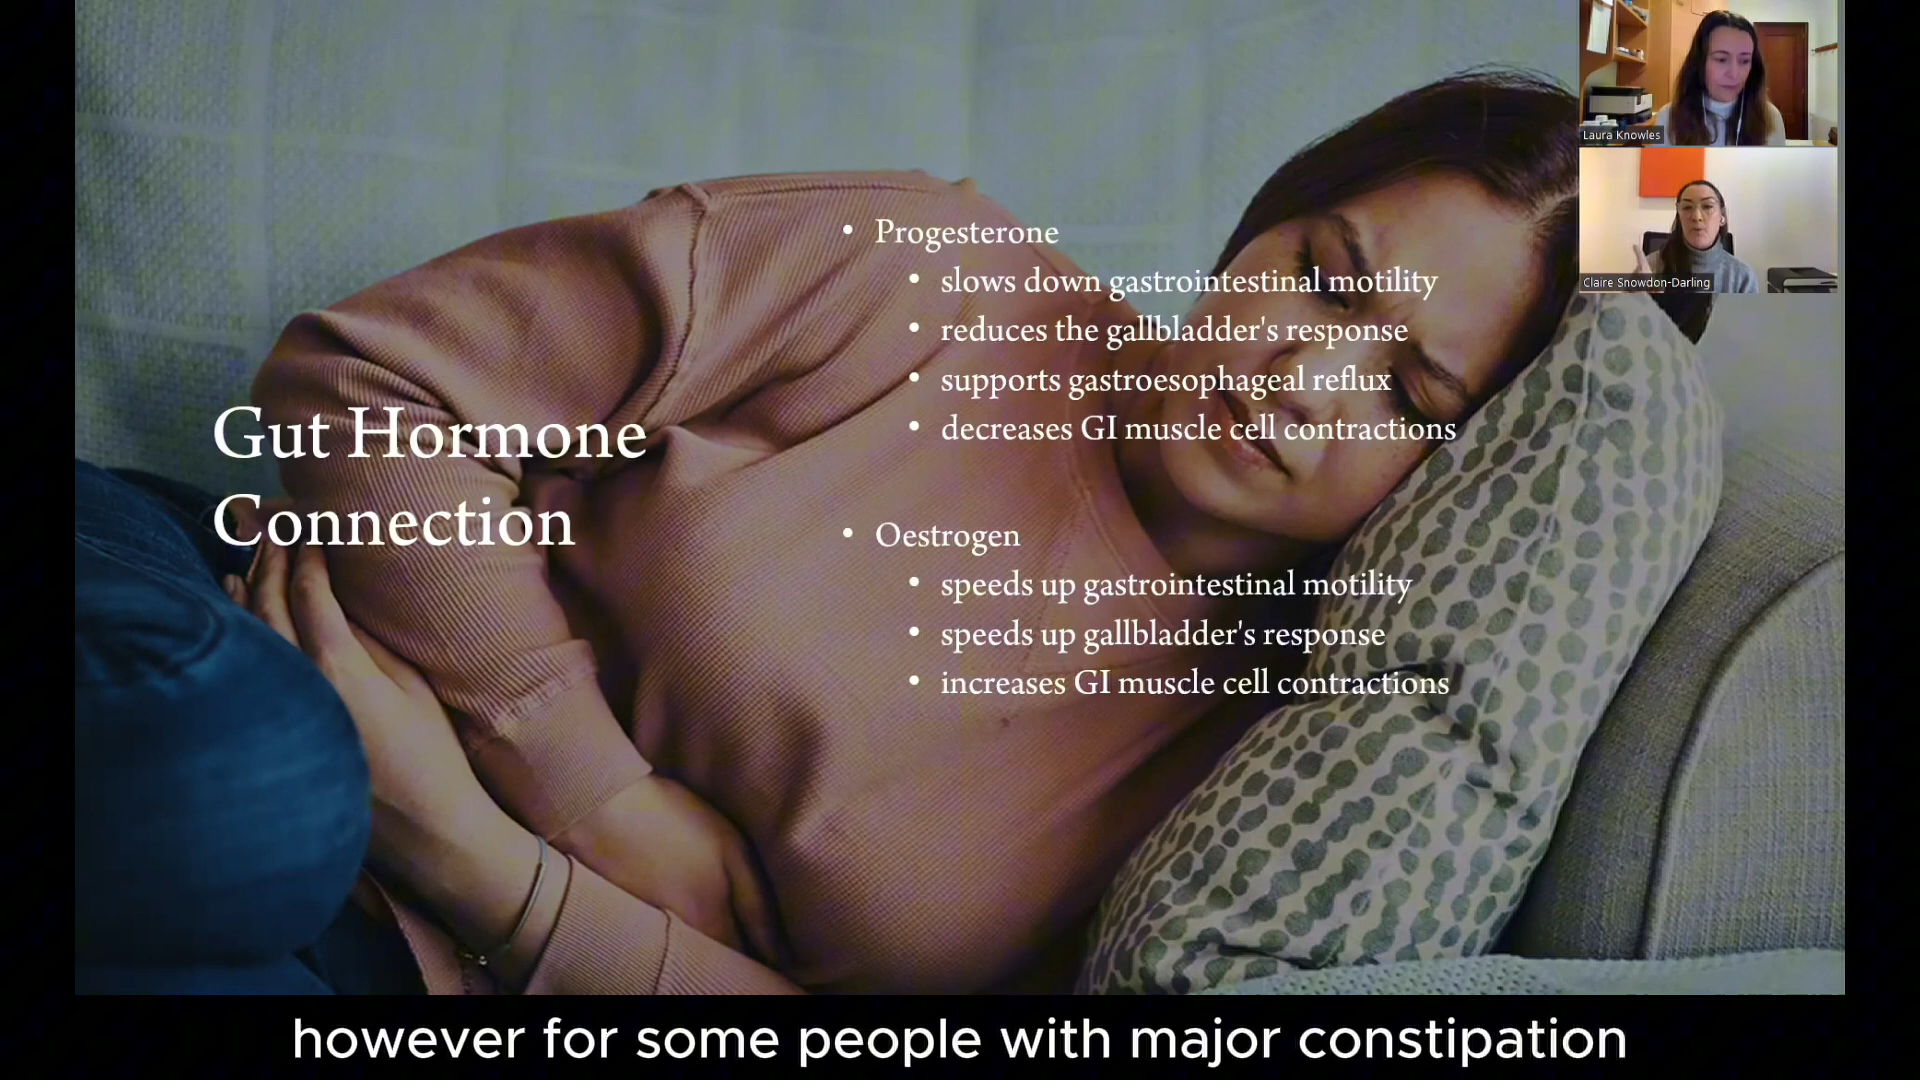 Laura Knowles
Claire Snowdon-Darling
Gut Hormone
Connection
• Progesterone
• slows down gastrointestinal motility
• reduces the gallbladder's response
• supports gastroesophageal reflux
• decreases GI muscle cell contractions
• Oestrogen
• speeds up gastrointestinal motility
• speeds up gallbladder's response
• increases GI muscle cell contractions
however for some people with major constipation